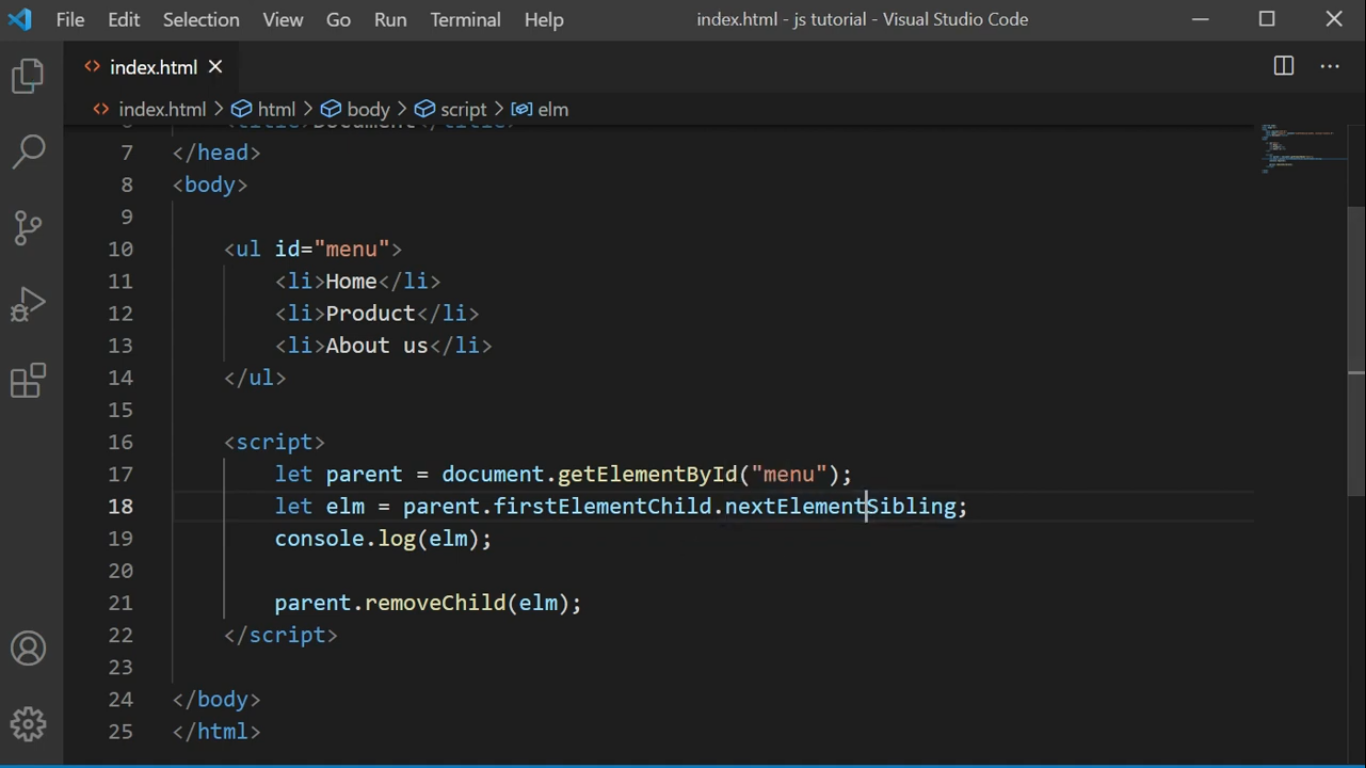 File Edit Selection View Go Run Terminal Help index.html - js tutorial - Visual Studio Code
index.html
index.html > html > body > script > elm
<title>Document</title>
7 </head>
8 <body>
9
10 <ul id="menu">
11 <li>Home</li>
12 <li>Product</li>
13 <li>About us</li>
14 </ul>
15
16 <script>
17 let parent = document.getElementById("menu");
18 let elm = parent.firstElementChild.nextElementSibling;
19 console.log(elm);
20
21 parent.removeChild(elm);
22 </script>
23
24 </body>
25 </html>